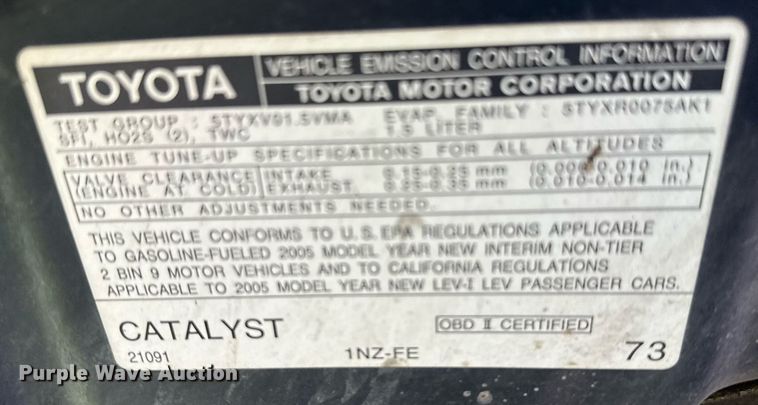 TOYOTA
VEHICLE EMISSION CONTROL INFORMATION
TOYOTA MOTOR CORPORATION
TEST GROUP : 5TYXV01.5VMA EVAP. FAMILY : 5TYXR0075AK1
SFI, HO2S (2), TWC 1.5 LITER
ENGINE TUNE-UP SPECIFICATIONS FOR ALL ALTITUDES
VALVE CLEARANCE INTAKE 0.15-0.25 mm (0.006-0.010 in.)
(ENGINE AT COLD) EXHAUST 0.25-0.35 mm (0.010-0.014 in.)
NO OTHER ADJUSTMENTS NEEDED.
THIS VEHICLE CONFORMS TO U.S. EPA REGULATIONS APPLICABLE
TO GASOLINE-FUELED 2005 MODEL YEAR NEW INTERIM NON-TIER
2 BIN 9 MOTOR VEHICLES AND TO CALIFORNIA REGULATIONS
APPLICABLE TO 2005 MODEL YEAR NEW LEV-I LEV PASSENGER CARS.
CATALYST OBD II CERTIFIED
21091 1NZ-FE 73
Purple Wave Auction